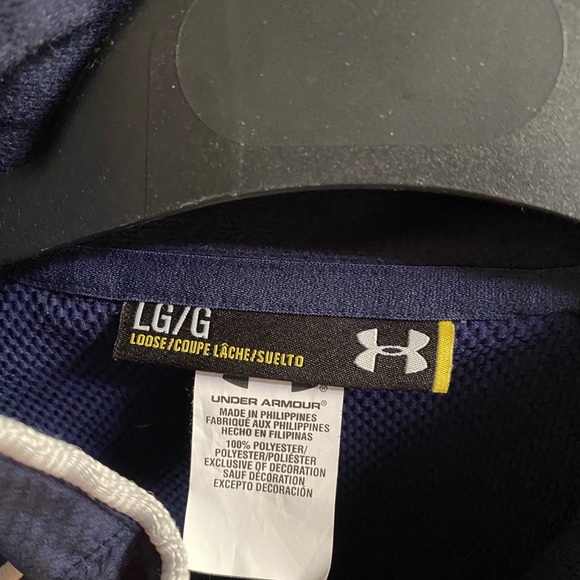 LG/G
LOOSE/COUPE LÂCHE/SUELTO
UNDER ARMOUR®
MADE IN PHILIPPINES
FABRIQUÉ AUX PHILIPPINES
HECHO EN FILIPINAS
100% POLYESTER/
POLYESTER/POLIÉSTER
EXCLUSIVE OF DECORATION
SAUF DÉCORATION
EXCEPTO DECORACIÓN